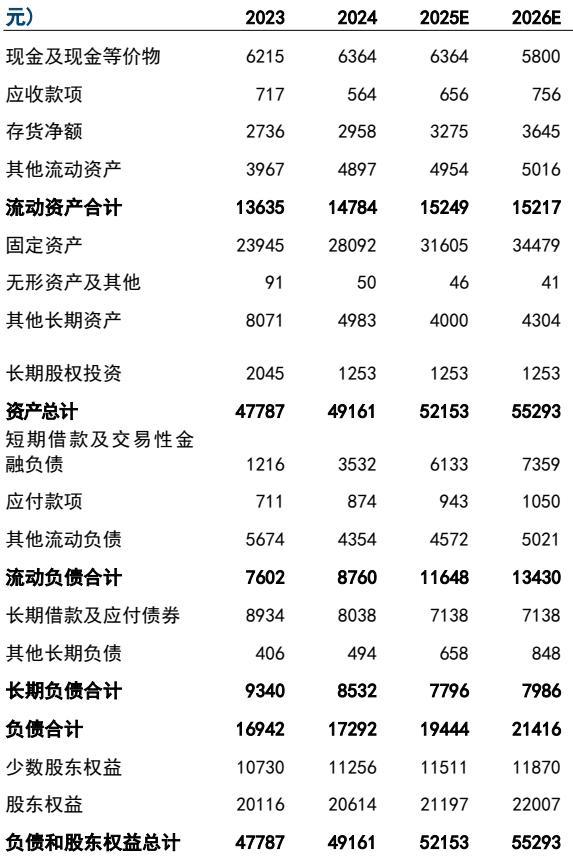 元） 2023 2024 2025E 2026E
现金及现金等价物 6215 6364 6364 5800
应收款项 717 564 656 756
存货净额 2736 2958 3275 3645
其他流动资产 3967 4897 4954 5016
流动资产合计 13635 14784 15249 15217
固定资产 23945 28092 31605 34479
无形资产及其他 91 50 46 41
其他长期资产 8071 4983 4000 4304
长期股权投资 2045 1253 1253 1253
资产总计 47787 49161 52153 55293
短期借款及交易性金
融负债 1216 3532 6133 7359
应付款项 711 874 943 1050
其他流动负债 5674 4354 4572 5021
流动负债合计 7602 8760 11648 13430
长期借款及应付债券 8934 8038 7138 7138
其他长期负债 406 494 658 848
长期负债合计 9340 8532 7796 7986
负债合计 16942 17292 19444 21416
少数股东权益 10730 11256 11511 11870
股东权益 20116 20614 21197 22007
负债和股东权益总计 47787 49161 52153 55293